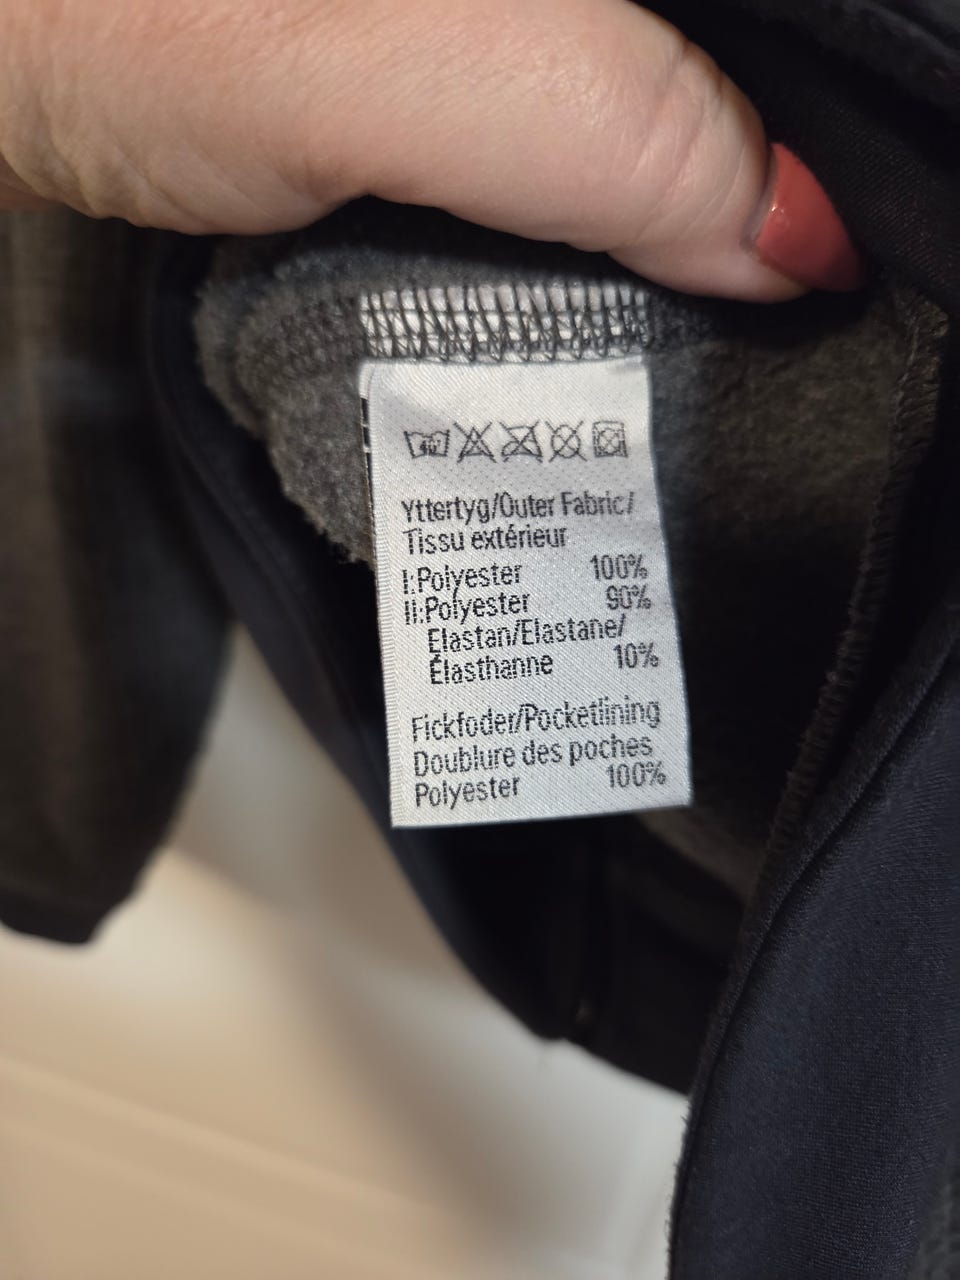 40
Yttertyg/Outer Fabric/
Tissu extérieur
I:Polyester 100%
II:Polyester 90%
Elastan/Elastane/
Élasthanne 10%
Fickfoder/Pocketlining
Doublure des poches
Polyester 100%